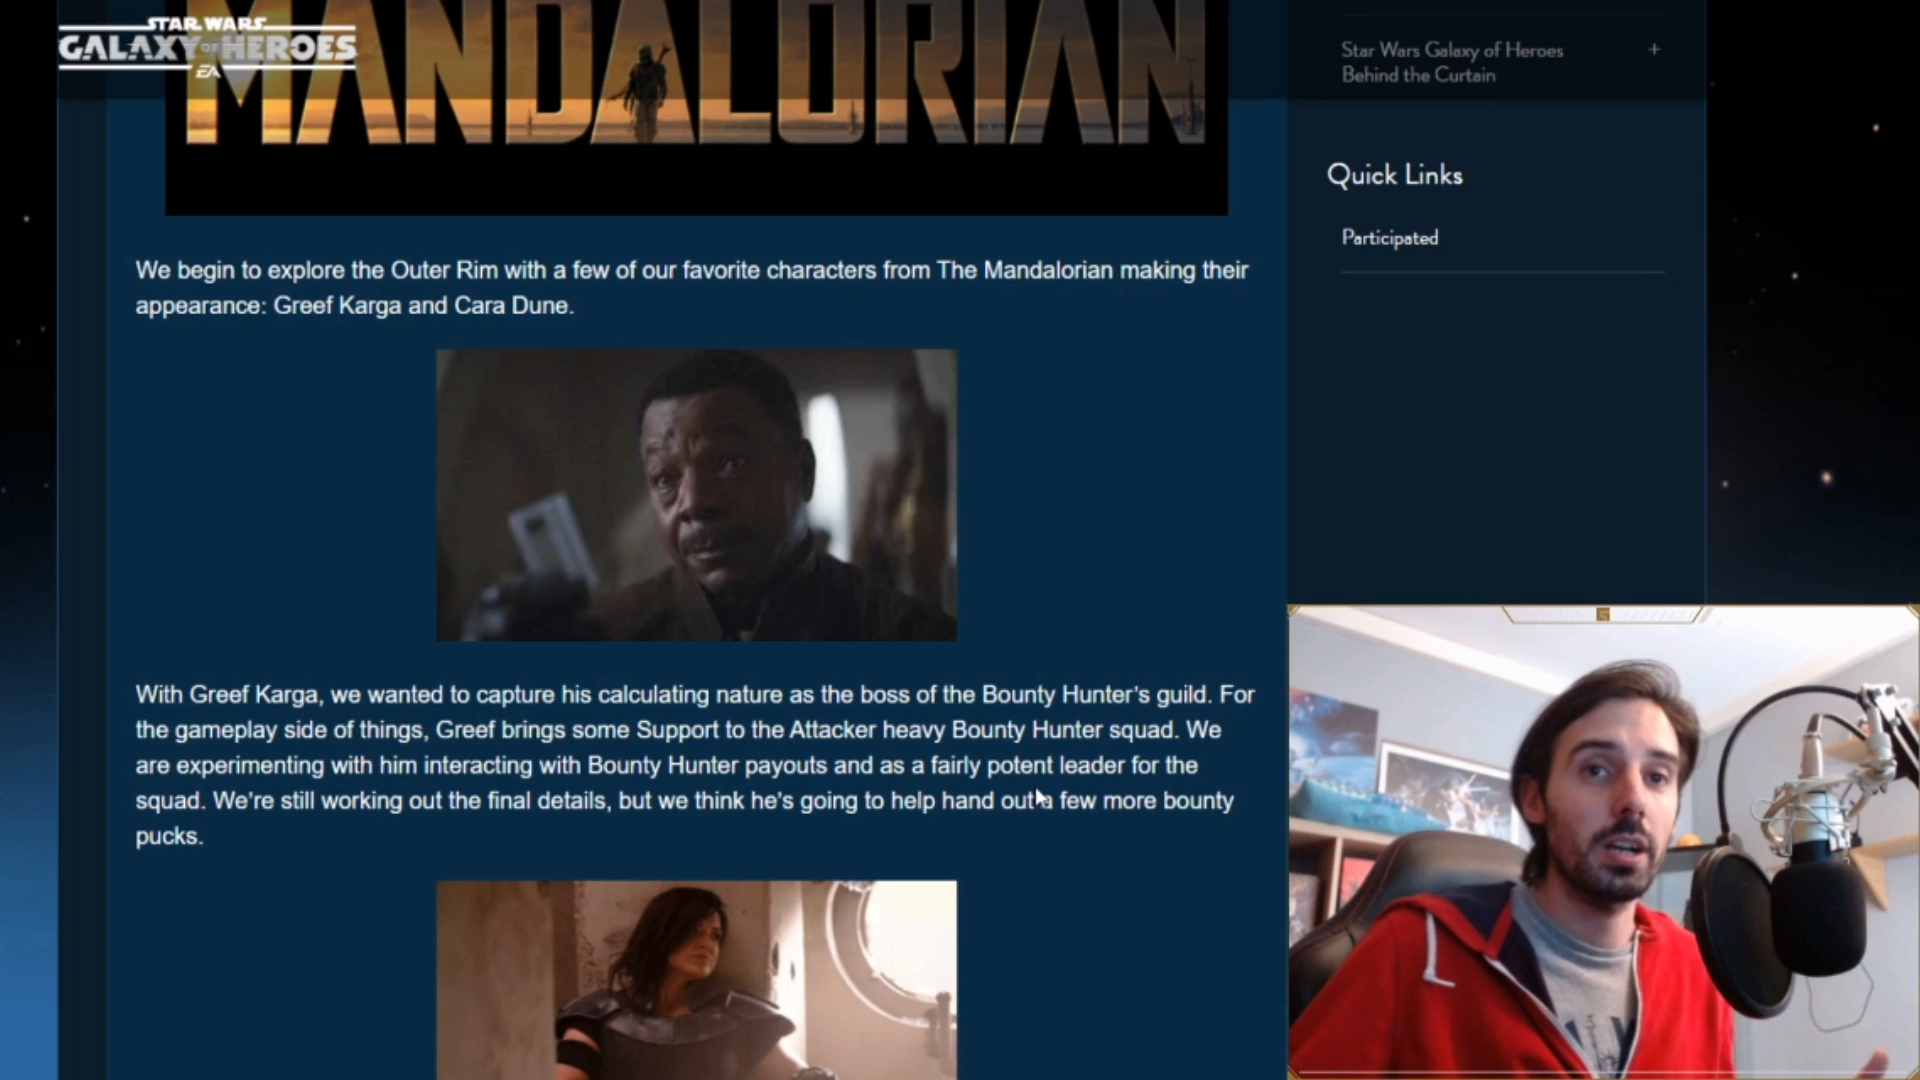 STAR WARS
GALAXY OF HEROES
EA
MANDALORIAN
Star Wars Galaxy of Heroes +
Behind the Curtain
Quick Links
Participated
We begin to explore the Outer Rim with a few of our favorite characters from The Mandalorian making their
appearance: Greef Karga and Cara Dune.
With Greef Karga, we wanted to capture his calculating nature as the boss of the Bounty Hunter’s guild. For
the gameplay side of things, Greef brings some Support to the Attacker heavy Bounty Hunter squad. We
are experimenting with him interacting with Bounty Hunter payouts and as a fairly potent leader for the
squad. We’re still working out the final details, but we think he’s going to help hand out a few more bounty
pucks.